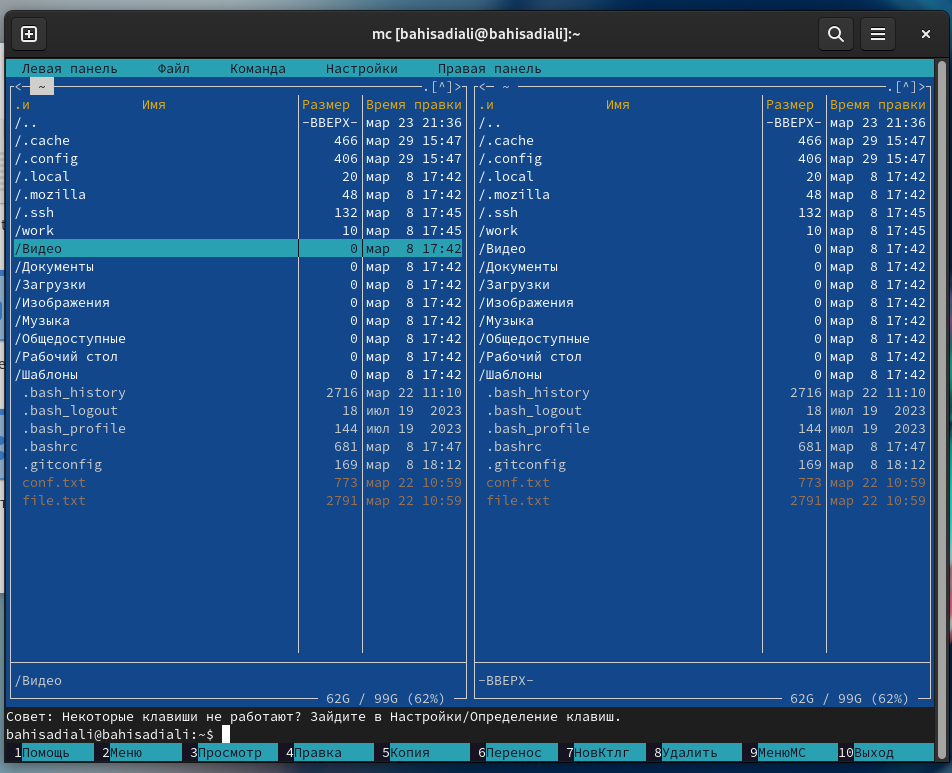 mc [bahisadiali@bahisadiali]:~
Левая панель Файл Команда Настройки Правая панель
<— ~ .[^]> <— ~ .[^]>
.и Имя Размер Время правки .и Имя Размер Время правки
/.. -ВВЕРХ- мар 23 21:36 /.. -ВВЕРХ- мар 23 21:36
/.cache 466 мар 29 15:47 /.cache 466 мар 29 15:47
/.config 406 мар 29 15:47 /.config 406 мар 29 15:47
/.local 20 мар 8 17:42 /.local 20 мар 8 17:42
/.mozilla 48 мар 8 17:42 /.mozilla 48 мар 8 17:42
/.ssh 132 мар 8 17:45 /.ssh 132 мар 8 17:45
/work 10 мар 8 17:45 /work 10 мар 8 17:45
/Видео 0 мар 8 17:42 /Видео 0 мар 8 17:42
/Документы 0 мар 8 17:42 /Документы 0 мар 8 17:42
/Загрузки 0 мар 8 17:42 /Загрузки 0 мар 8 17:42
/Изображения 0 мар 8 17:42 /Изображения 0 мар 8 17:42
/Музыка 0 мар 8 17:42 /Музыка 0 мар 8 17:42
/Общедоступные 0 мар 8 17:42 /Общедоступные 0 мар 8 17:42
/Рабочий стол 0 мар 8 17:42 /Рабочий стол 0 мар 8 17:42
/Шаблоны 0 мар 8 17:42 /Шаблоны 0 мар 8 17:42
.bash_history 2716 мар 22 11:10 .bash_history 2716 мар 22 11:10
.bash_logout 18 июл 19 2023 .bash_logout 18 июл 19 2023
.bash_profile 144 июл 19 2023 .bash_profile 144 июл 19 2023
.bashrc 681 мар 8 17:47 .bashrc 681 мар 8 17:47
.gitconfig 169 мар 8 18:12 .gitconfig 169 мар 8 18:12
conf.txt 773 мар 22 10:59 conf.txt 773 мар 22 10:59
file.txt 2791 мар 22 10:59 file.txt 2791 мар 22 10:59
/Видео -ВВЕРХ-
62G / 99G (62%) 62G / 99G (62%)
Совет: Некоторые клавиши не работают? Зайдите в Настройки/Определение клавиш.
bahisadiali@bahisadiali:~$
1Помощь 2Меню 3Просмотр 4Правка 5Копия 6Перенос 7НовКтлг 8Удалить 9МенюМС 10Выход